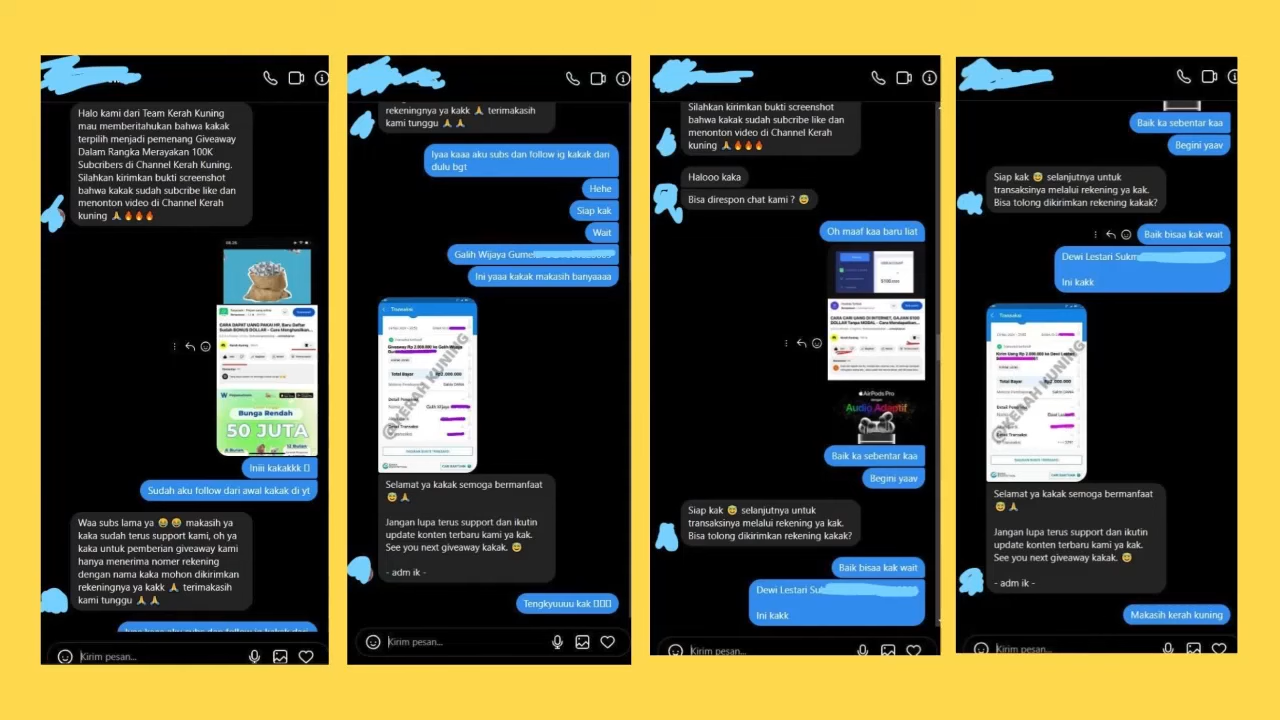 Halo kami dari Team Kerah Kuning
mau memberitahukan bahwa kakak
terpilih menjadi pemenang Giveaway
Dalam Rangka Merayakan 100K
Subcribers di Channel Kerah Kuning.
Silahkan kirimkan bukti screenshot
bahwa kakak sudah subcribe like dan
menonton video di Channel Kerah
kuning 🙏🔥🔥🔥
CARA DAPAT UANG PAKAI HP, Baru Daftar
Bunga Rendah
50 JUTA
Iniii kakakkk
Sudah aku follow dari awal kakak di yt
Waa subs lama ya 😆 😆 makasih ya
kaka sudah terus support kami, oh ya
kaka untuk pemberian giveaway kami
hanya menerima nomer rekening
dengan nama kaka mohon dikirimkan
rekeningnya ya kakk 🙏 terimakasih
kami tunggu 🙏 🙏
Kirim pesan...
rekeningnya ya kakk 🙏 terimakasih
kami tunggu 🙏 🙏
Iyaa kaaa aku subs dan follow ig kakak dari
dulu bgt
Hehe
Siap kak
Wait
Galih Wijaya
Ini yaaa kakak makasih banyaaaa
Transaksi
Total Bayar
@KERAH KUNING
Selamat ya kakak semoga bermanfaat
😅 🙏
Jangan lupa terus support dan ikutin
update konten terbaru kami ya kak.
See you next giveaway kakak. 😊
- adm ik -
Tengkyuuuu kak
Kirim pesan...
Silahkan kirimkan bukti screenshot
bahwa kakak sudah subcribe like dan
menonton video di Channel Kerah
kuning 🙏🔥🔥🔥
Halooo kaka
Bisa direspon chat kami ? 😅
Oh maaf kaa baru liat
CARA CARI UANG DI INTERNET,
AirPods Pro
Audio Adaptif
Baik ka sebentar kaa
Begini yaav
Siap kak 😅 selanjutnya untuk
transaksinya melalui rekening ya kak.
Bisa tolong dikirimkan rekening kakak?
Baik bisaa kak wait
Dewi Lestari
Ini kakk
Kirim pesan...
Baik ka sebentar kaa
Begini yaav
Siap kak 😅 selanjutnya untuk
transaksinya melalui rekening ya kak.
Bisa tolong dikirimkan rekening kakak?
Baik bisaa kak wait
Dewi Lestari
Ini kakk
Transaksi
Total Bayar
@KERAH KUNING
Selamat ya kakak semoga bermanfaat
😅 🙏
Jangan lupa terus support dan ikutin
update konten terbaru kami ya kak.
See you next giveaway kakak. 😊
- adm ik -
Makasih kerah kuning
Kirim pesan...